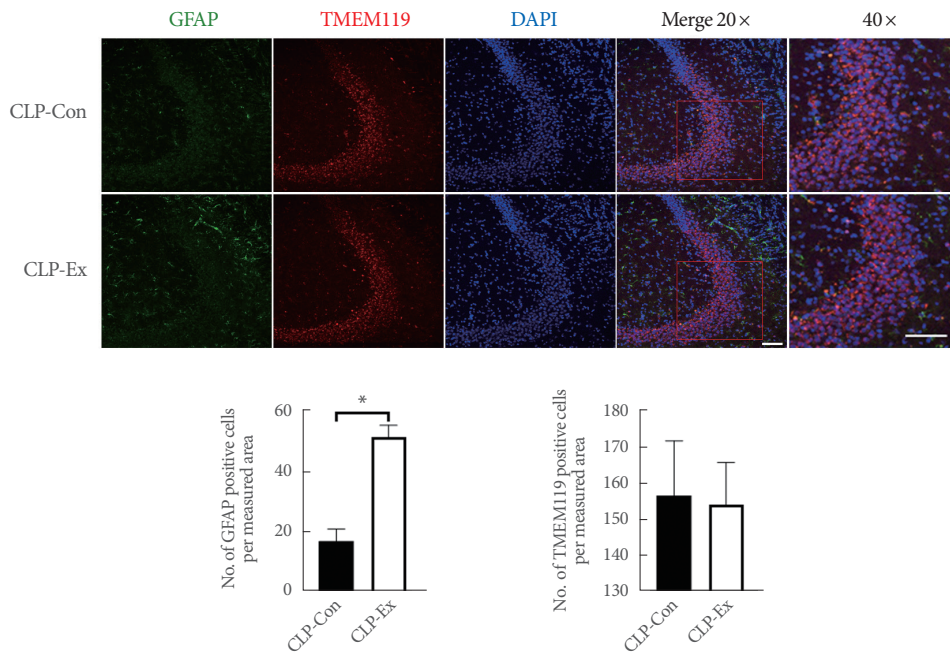 GFAP TMEM119 DAPI Merge 20× 40×
CLP-Con
CLP-Ex
No. of GFAP positive cells
per measured area
60
40
20
0
*
CLP-Con
CLP-Ex
No. of TMEM119 positive cells
per measured area
180
170
160
150
140
130
CLP-Con
CLP-Ex